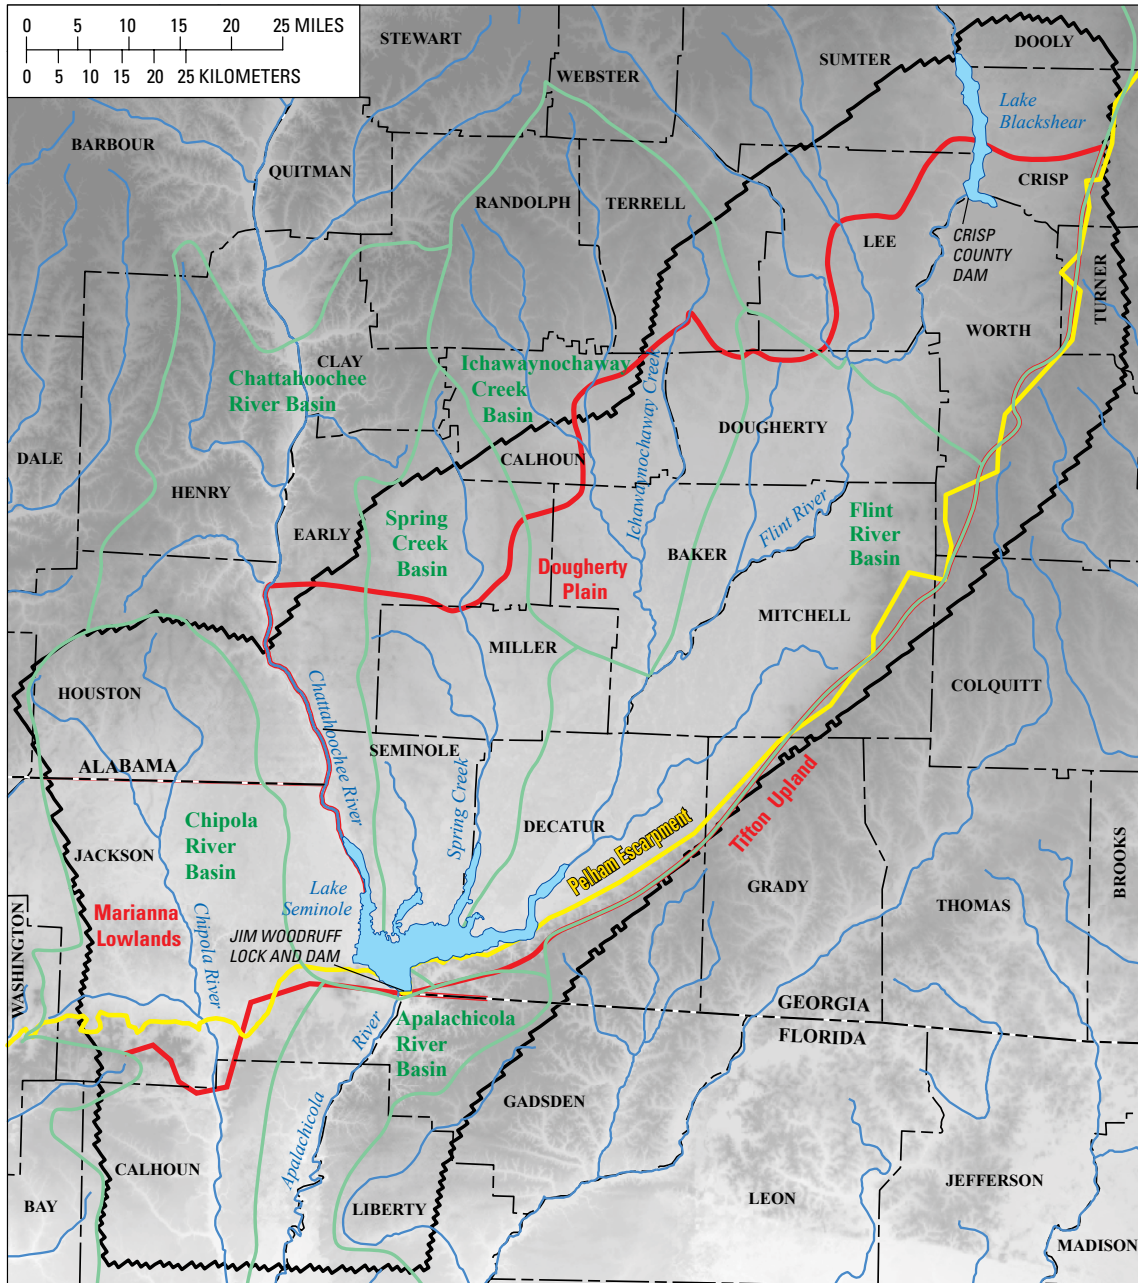 0 5 10 20 25 MILES
0 5 10 15 20 25 KILOMETERS
STEWART
DOOLY
SUMTER
WEBSTER
Lake
Blackshear
BARBOUR
QUITMAN
CRISP
RANDOLPH
TERRELL
LEE
CRISP
COUNTY
DAM
TURNER
WORTH
CLAY
Ichawaynochaway
Creek
Basin
Chattahoochee
River Basin
Ichawaynochaway Creek
DOUGHERTY
DALE
CALHOUN
HENRY
Flint River
Flint
River
Basin
EARLY
Spring
Creek
Basin
BAKER
Dougherty
Plain
MITCHELL
MILLER
HOUSTON
COLQUITT
Chattahoochee River
SEMINOLE
ALABAMA
Spring Creek
Tifton Upland
Chipola
River
Basin
DECATUR
Pelham Escarpment
JACKSON
BROOKS
GRADY
Lake
Seminole
THOMAS
Marianna
Lowlands
WASHINGTON
Chipola River
JIM WOODRUFF
LOCK AND DAM
GEORGIA
FLORIDA
Apalachicola
River
Basin
Apalachicola River
GADSDEN
CALHOUN
JEFFERSON
BAY
LIBERTY
LEON
MADISON